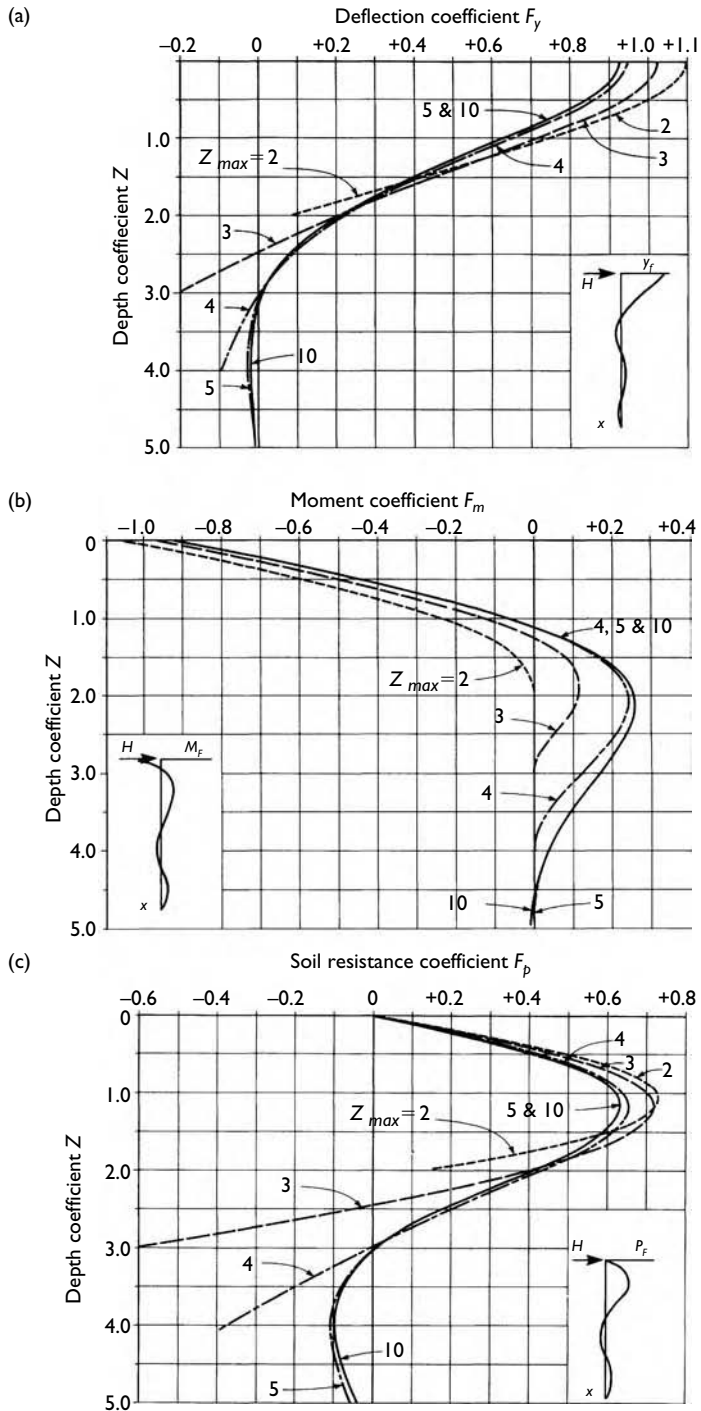 (a)
Deflection coefficient F_y
−0.2 0 +0.2 +0.4 +0.6 +0.8 +1.0 +1.1
Depth coeffiecient Z
1.0
2.0
3.0
4.0
5.0
5 & 10
2
3
4
Z max = 2
3
4
10
5
H
y_f
x
(b)
Moment coefficient F_m
−1.0 −0.8 −0.6 −0.4 −0.2 0 +0.2 +0.4
Depth coefficient Z
0
1.0
2.0
3.0
4.0
5.0
4, 5 & 10
Z max = 2
3
4
10
5
H
M_F
x
(c)
Soil resistance coefficient F_p
−0.6 −0.4 −0.2 0 +0.2 +0.4 +0.6 +0.8
Depth coefficient Z
0
1.0
2.0
3.0
4.0
5.0
4
3
2
5 & 10
Z max = 2
3
4
10
5
H
P_F
x